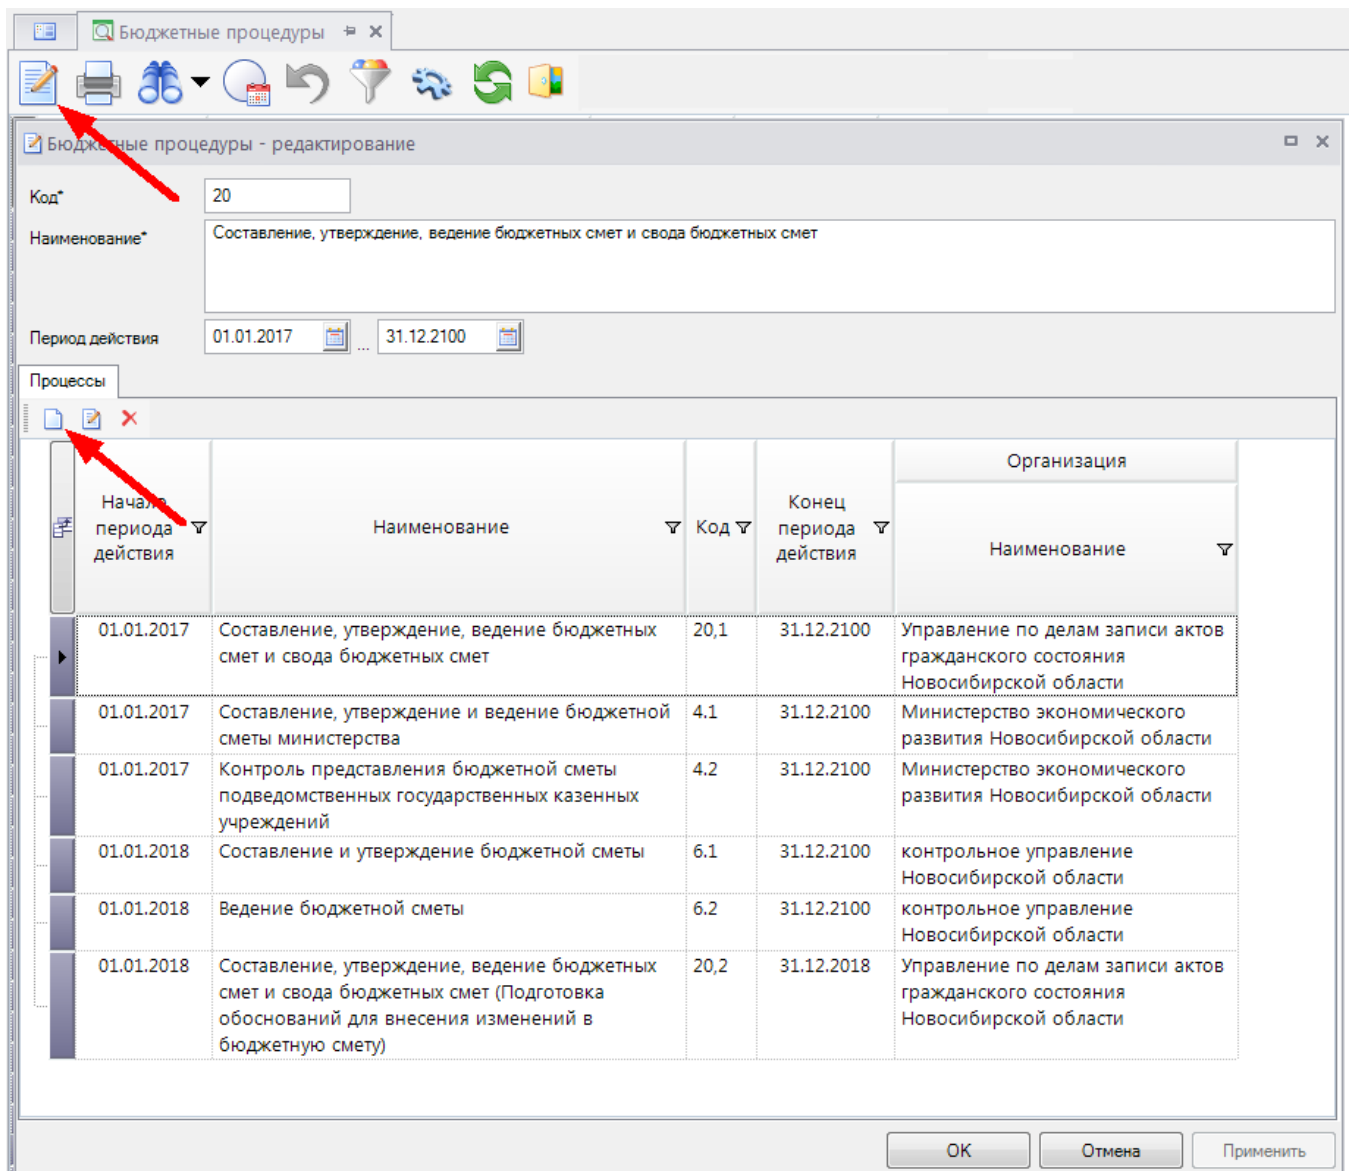 Бюджетные процедуры
Бюджетные процедуры - редактирование
Код* 20
Наименование* Составление, утверждение, ведение бюджетных смет и свода бюджетных смет
Период действия 01.01.2017 ... 31.12.2100
Процессы
Организация
Начало
периода
действия
Наименование
Код
Конец
периода
действия
Наименование
01.01.2017 Составление, утверждение, ведение бюджетных 20,1 31.12.2100 Управление по делам записи актов
смет и свода бюджетных смет гражданского состояния
Новосибирской области
01.01.2017 Составление, утверждение и ведение бюджетной 4.1 31.12.2100 Министерство экономического
сметы министерства развития Новосибирской области
01.01.2017 Контроль представления бюджетной сметы 4.2 31.12.2100 Министерство экономического
подведомственных государственных казенных развития Новосибирской области
учреждений
01.01.2018 Составление и утверждение бюджетной сметы 6.1 31.12.2100 контрольное управление
Новосибирской области
01.01.2018 Ведение бюджетной сметы 6.2 31.12.2100 контрольное управление
Новосибирской области
01.01.2018 Составление, утверждение, ведение бюджетных 20,2 31.12.2018 Управление по делам записи актов
смет и свода бюджетных смет (Подготовка гражданского состояния
обоснований для внесения изменений в Новосибирской области
бюджетную смету)
ОК Отмена Применить